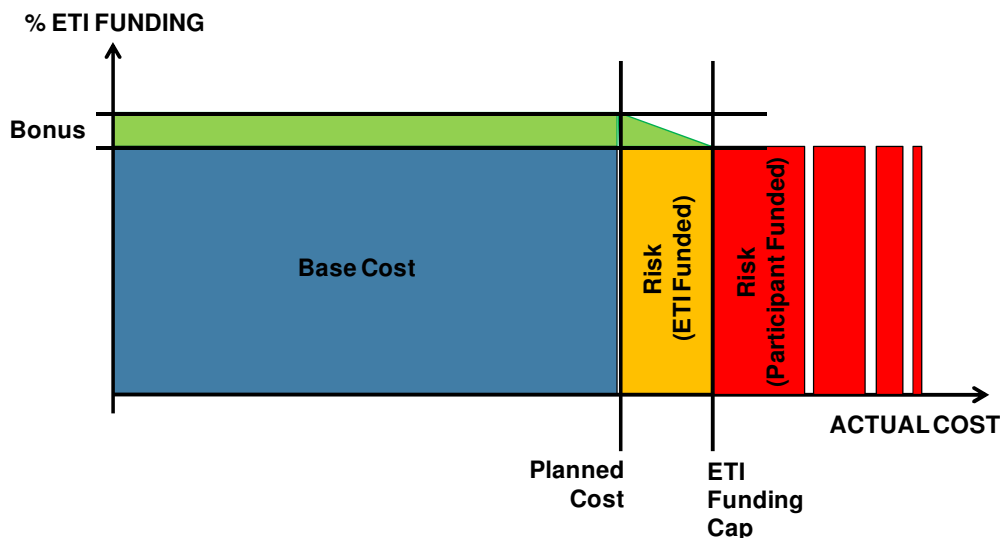 % ETI FUNDING
Bonus
Base Cost
Risk
(ETI Funded)
Risk
(Participant Funded)
ACTUAL COST
Planned
Cost
ETI
Funding
Cap